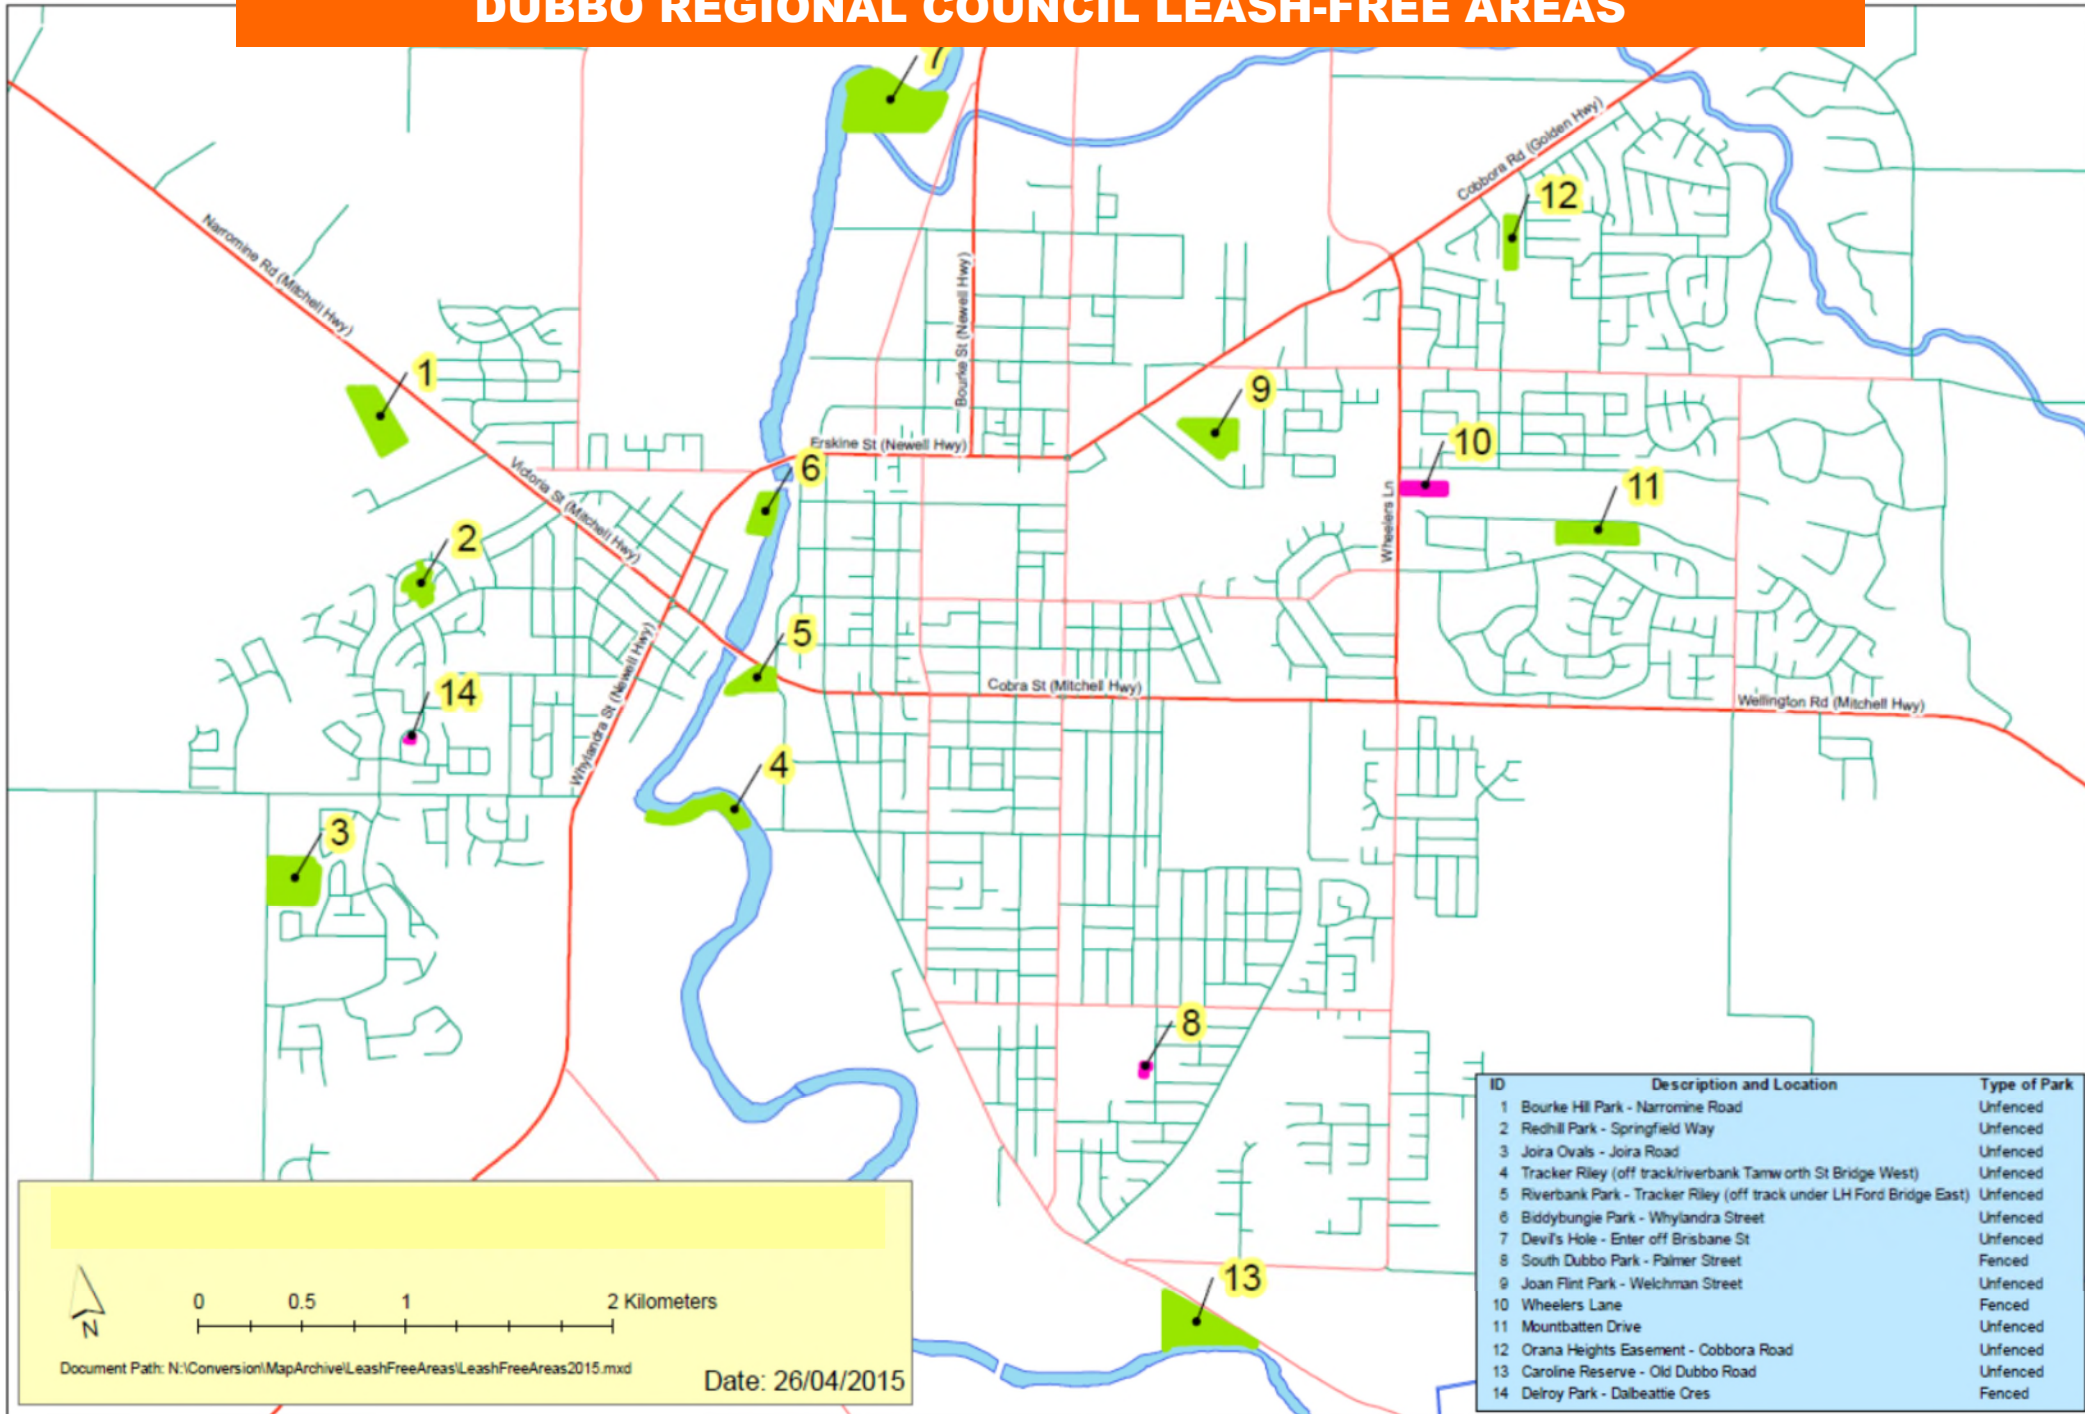 DUBBO REGIONAL COUNCIL LEASH-FREE AREAS
7
Cobbora Rd (Golden Hwy)
12
Narromine Rd (Mitchell Hwy)
Bourke St (Newell Hwy)
1
9
Erskine St (Newell Hwy)
10
6
Victoria St (Mitchell Hwy)
Wheelers Ln
11
2
5
Whylandra St (Newell Hwy)
14
Cobra St (Mitchell Hwy)
Wellington Rd (Mitchell Hwy)
4
3
8
13
ID Description and Location Type of Park
1 Bourke Hill Park - Narromine Road Unfenced
2 Redhill Park - Springfield Way Unfenced
3 Joira Ovals - Joira Road Unfenced
4 Tracker Riley (off track/riverbank Tamworth St Bridge West) Unfenced
5 Riverbank Park - Tracker Riley (off track under LH Ford Bridge East) Unfenced
6 Biddybungie Park - Whylandra Street Unfenced
7 Devil's Hole - Enter off Brisbane St Unfenced
8 South Dubbo Park - Palmer Street Fenced
9 Joan Flint Park - Welchman Street Unfenced
10 Wheelers Lane Fenced
11 Mountbatten Drive Unfenced
12 Orana Heights Easement - Cobbora Road Unfenced
13 Caroline Reserve - Old Dubbo Road Unfenced
14 Delroy Park - Dalbeattie Cres Fenced
N
0 0.5 1 2 Kilometers
Document Path: N:\Conversion\MapArchive\LeashFreeAreas\LeashFreeAreas2015.mxd
Date: 26/04/2015